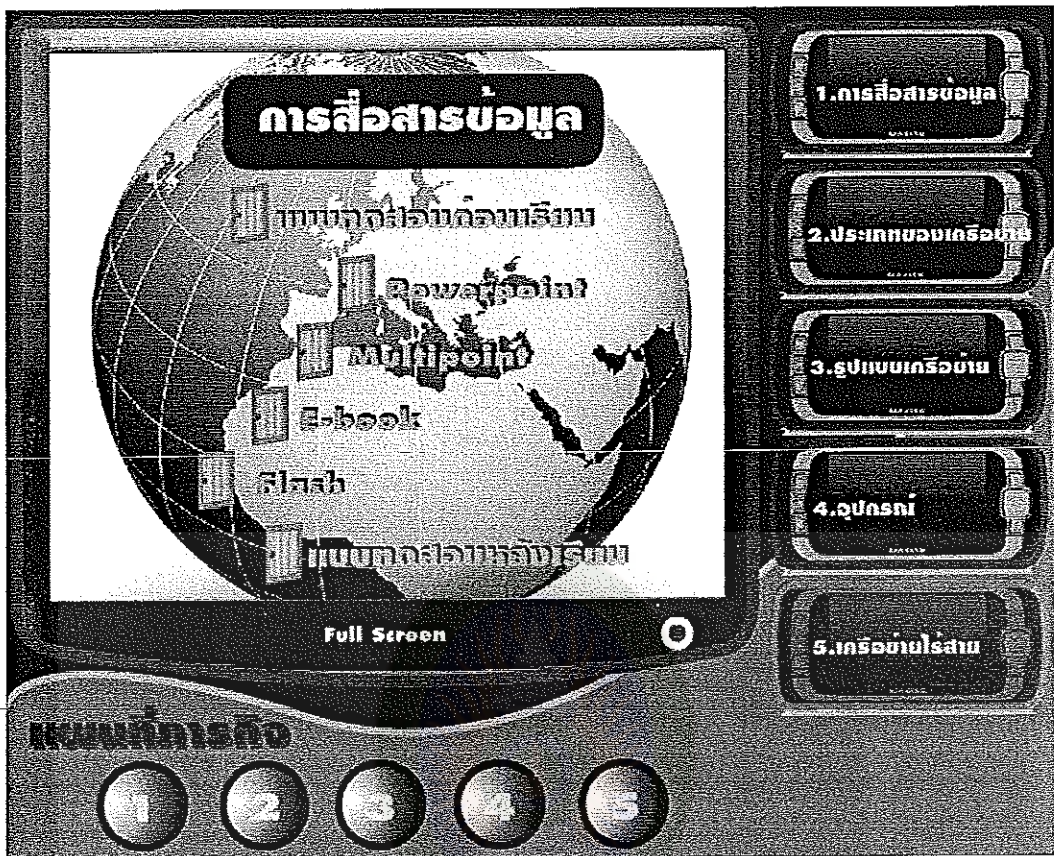 การสื่อสารข้อมูล
แบบทดสอบก่อนเรียน
Powerpoint
Multipoint
E-book
Flash
แบบทดสอบหลังเรียน
Full Screen
1.การสื่อสารข้อมูล
2.ประเภทของเครือข่าย
3.รูปแบบเครือข่าย
4.อุปกรณ์
5.เครือข่ายไร้สาย
แผนที่ภารกิจ
1 2 3 4 5